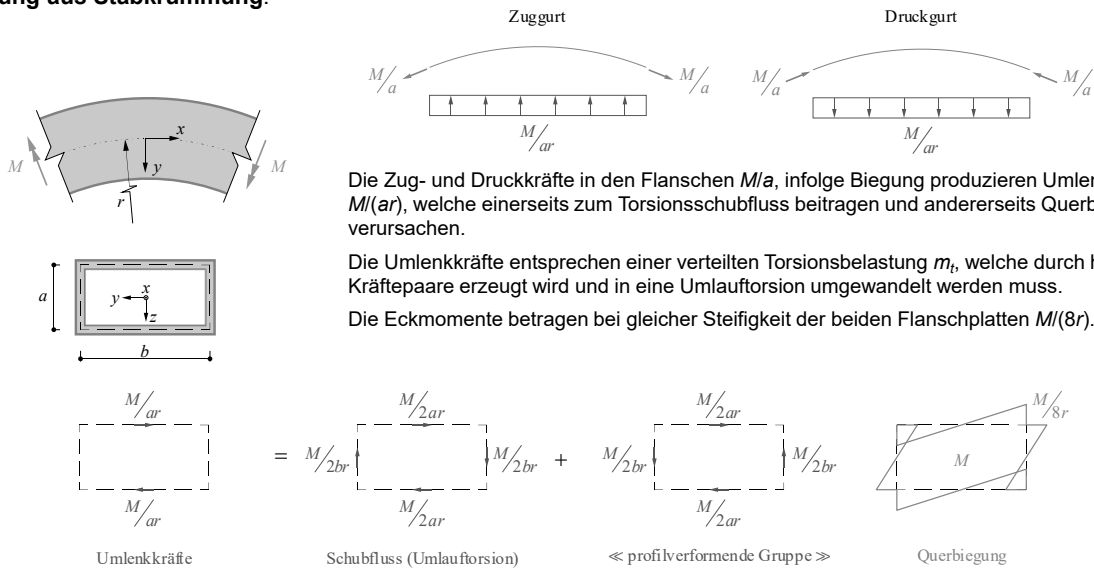 aus Stabkrümmung.
Zuggurt
Druckgurt
M/a
M/a
M/a
M/a
M/ar
M/ar
x
y
r
M
M
Die Zug- und Druckkräfte in den Flanschen M/a, infolge Biegung produzieren
M/(ar), welche einerseits zum Torsionsschubfluss beitragen und andererseits
verursachen.
Die Umlenkkräfte entsprechen einer verteilten Torsionsbelastung mt, welche durch
Kräftepaare erzeugt wird und in eine Umlauftorsion umgewandelt werden muss.
Die Eckmomente betragen bei gleicher Steifigkeit der beiden Flanschplatten M/(8r).
a
x
y
z
b
M/ar
M/2ar
M/2ar
M/8r
= M/2br M/2br + M/2br M/2br M
M/ar
M/2ar
M/2ar
Umlenkkräfte
Schubfluss (Umlauftorsion)
≪ profilverformende Gruppe ≫
Querbiegung